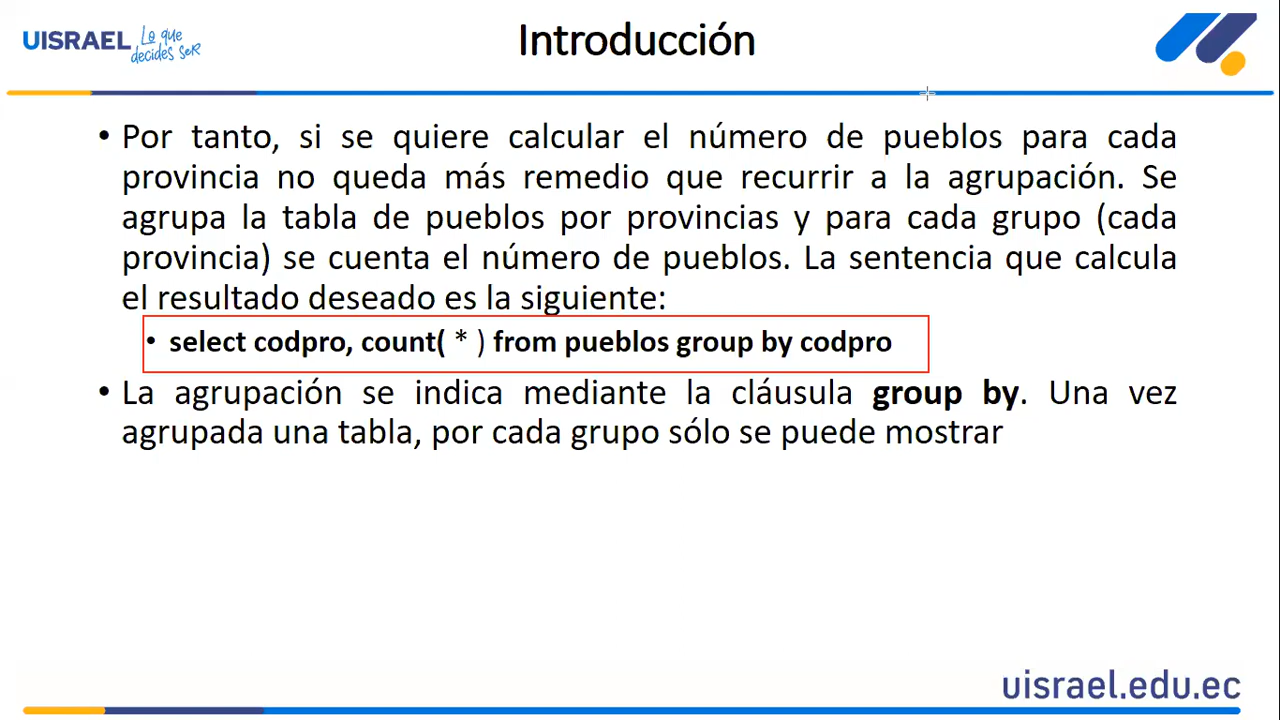 UISRAEL Lo que
decides seR
Introducción
• Por tanto, si se quiere calcular el número de pueblos para cada
provincia no queda más remedio que recurrir a la agrupación. Se
agrupa la tabla de pueblos por provincias y para cada grupo (cada
provincia) se cuenta el número de pueblos. La sentencia que calcula
el resultado deseado es la siguiente:
• select codpro, count( * ) from pueblos group by codpro
• La agrupación se indica mediante la cláusula group by. Una vez
agrupada una tabla, por cada grupo sólo se puede mostrar
uisrael.edu.ec